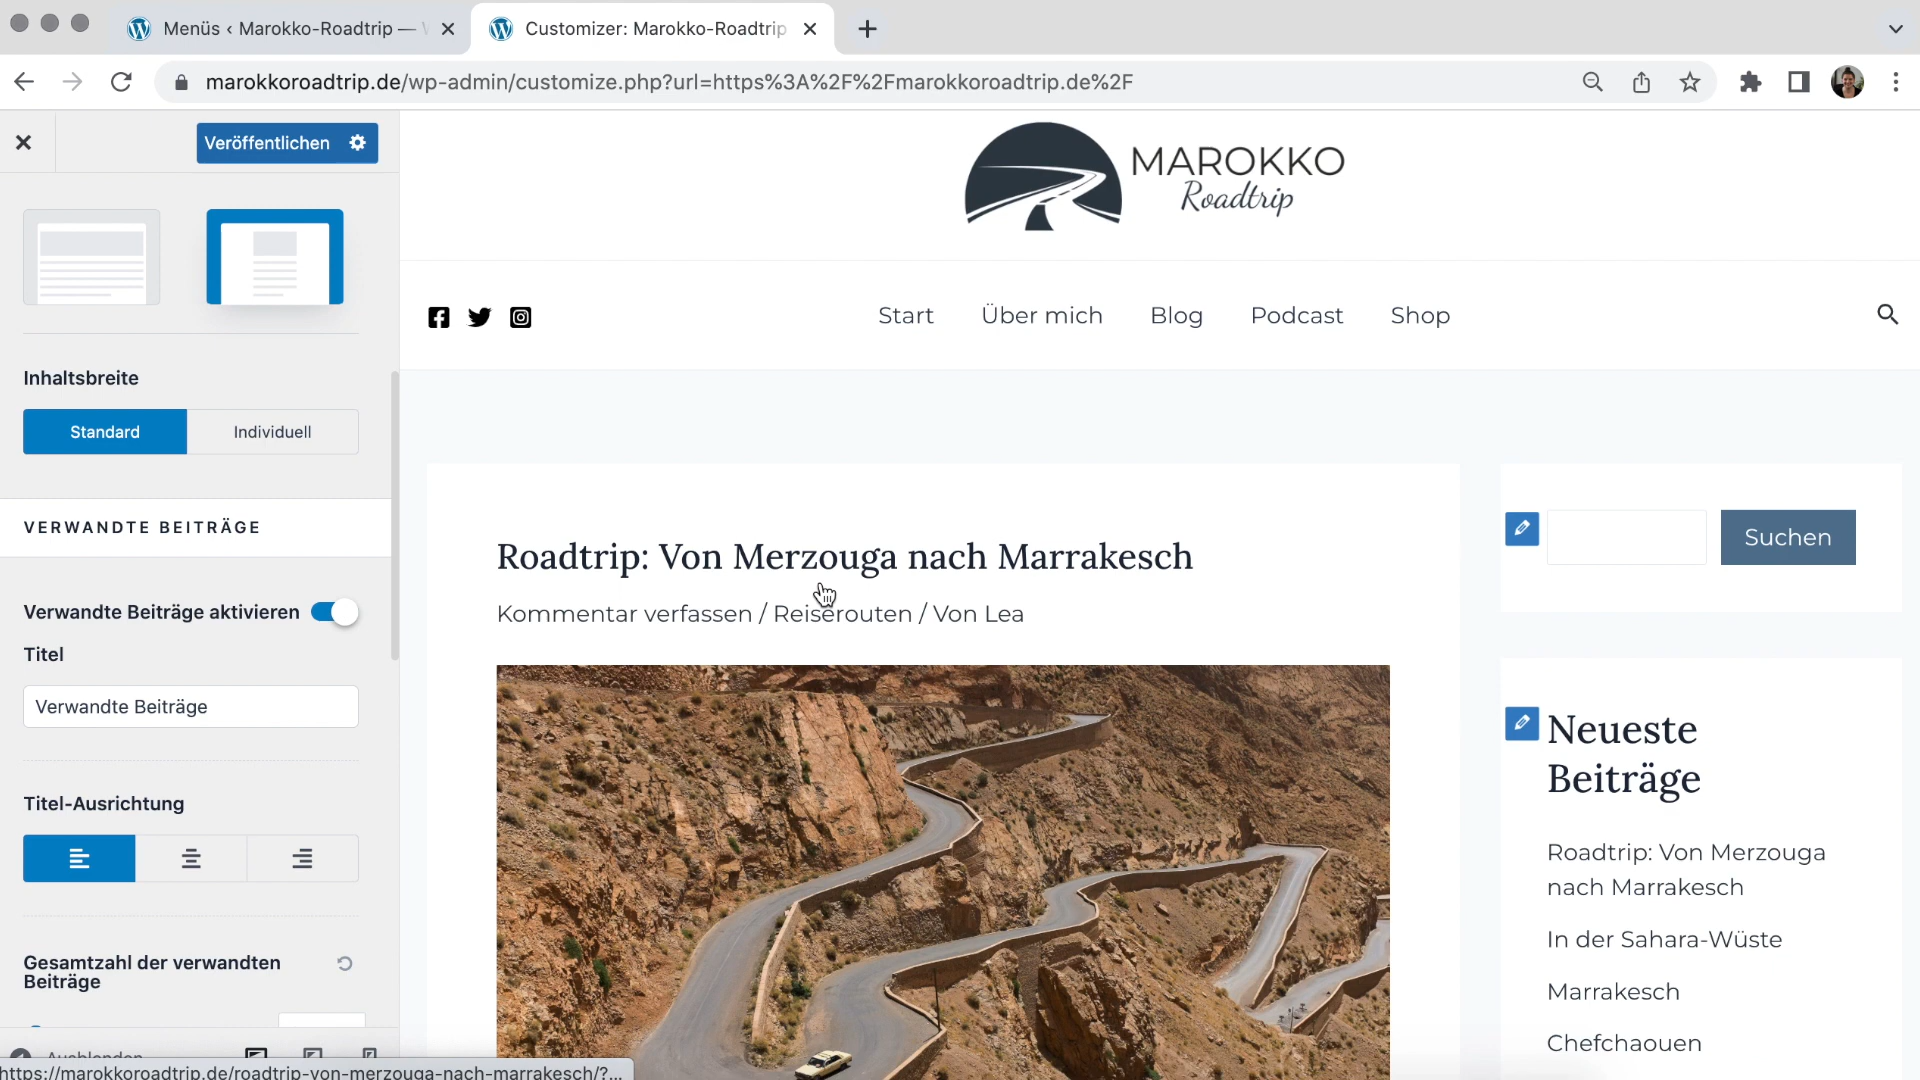 Menüs ‹ Marokko-Roadtrip —
Customizer: Marokko-Roadtrip
marokkoroadtrip.de/wp-admin/customize.php?url=https%3A%2F%2Fmarokkoroadtrip.de%2F
Veröffentlichen
MAROKKO
Roadtrip
Start Über mich Blog Podcast Shop
Inhaltsbreite
Standard Individuell
VERWANDTE BEITRÄGE
Verwandte Beiträge aktivieren
Titel
Verwandte Beiträge
Titel-Ausrichtung
Gesamtzahl der verwandten
Beiträge
Ausblenden
https://marokkoroadtrip.de/roadtrip-von-merzouga-nach-marrakesch/?...
Roadtrip: Von Merzouga nach Marrakesch
Kommentar verfassen / Reiserouten / Von Lea
Suchen
Neueste
Beiträge
Roadtrip: Von Merzouga
nach Marrakesch
In der Sahara-Wüste
Marrakesch
Chefchaouen